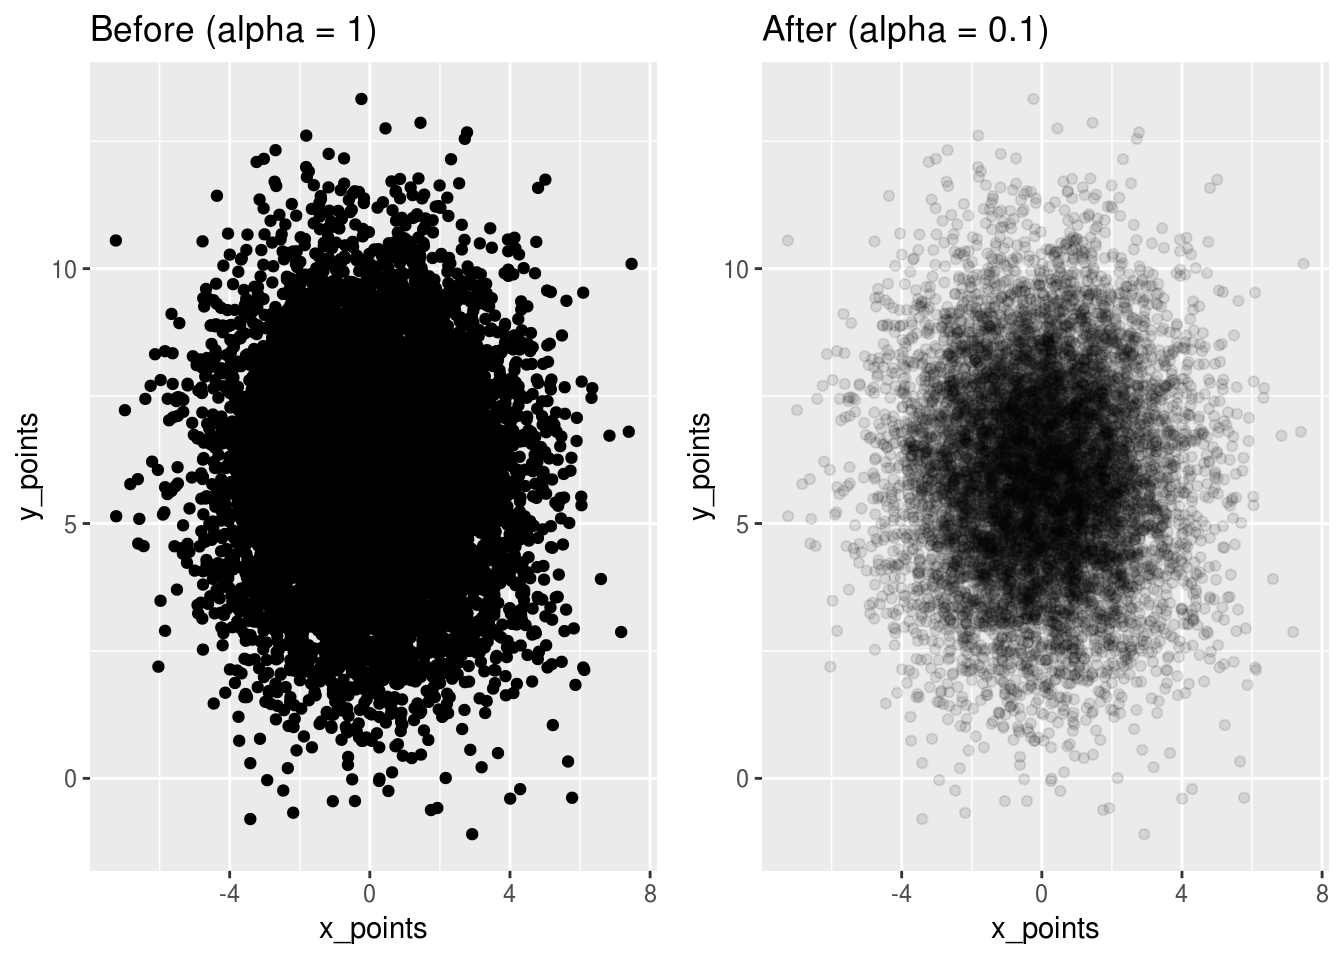 Before (alpha = 1)
10
5
0
y_points
-4
0
4
8
x_points
After (alpha = 0.1)
10
5
0
y_points
-4
0
4
8
x_points